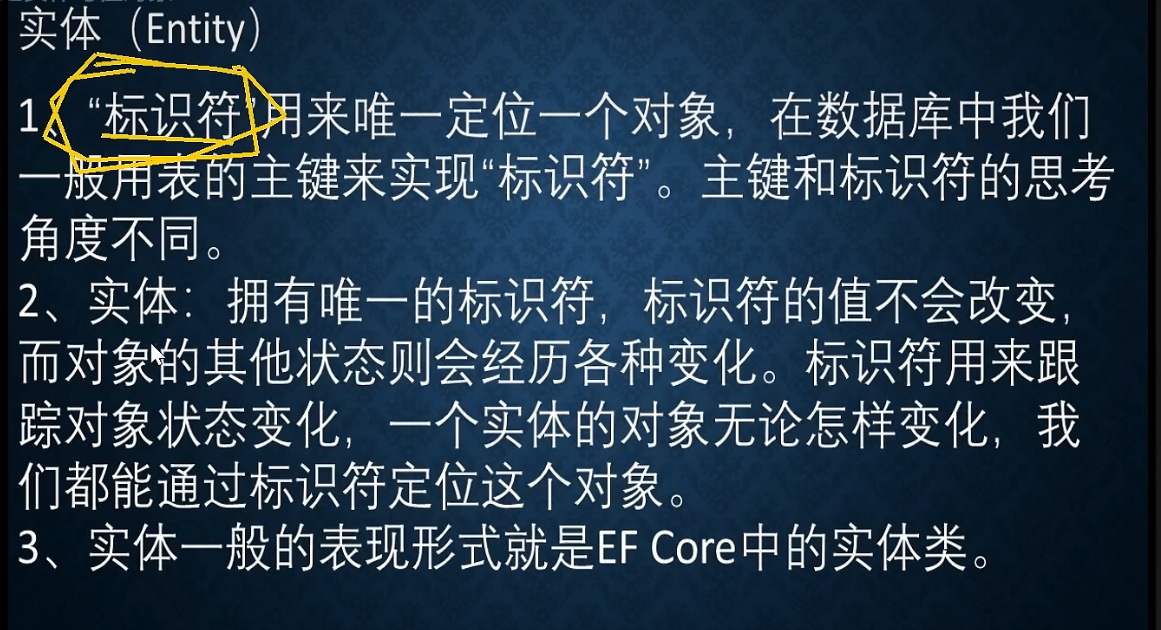 实体（Entity）
1、“标识符”用来唯一定位一个对象，在数据库中我们
一般用表的主键来实现“标识符”。主键和标识符的思考
角度不同。
2、实体：拥有唯一的标识符，标识符的值不会改变，
而对象的其他状态则会经历各种变化。标识符用来跟
踪对象状态变化，一个实体的对象无论怎样变化，我
们都能通过标识符定位这个对象。
3、实体一般的表现形式就是EF Core中的实体类。